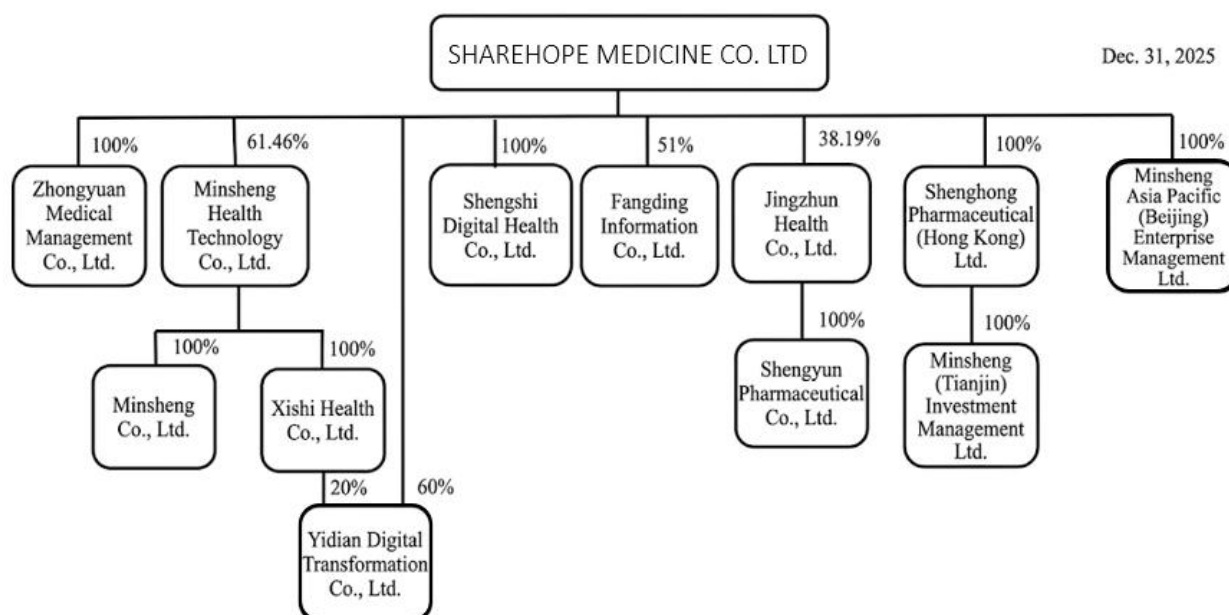 SHAREHOPE MEDICINE CO. LTD
Dec. 31, 2025
100%
61.46%
100%
51%
38.19%
100%
100%
Zhongyuan
Medical
Management
Co., Ltd.
Minsheng
Health
Technology
Co., Ltd.
Shengshi
Digital Health
Co., Ltd.
Fangding
Information
Co., Ltd.
Jingzhun
Health
Co., Ltd.
Shenghong
Pharmaceutical
(Hong Kong)
Ltd.
Minsheng
Asia Pacific
(Beijing)
Enterprise
Management
Ltd.
100%
100%
100%
100%
Minsheng
Co., Ltd.
Xishi Health
Co., Ltd.
Shengyun
Pharmaceutical
Co., Ltd.
Minsheng
(Tianjin)
Investment
Management
Ltd.
20%
60%
Yidian Digital
Transformation
Co., Ltd.